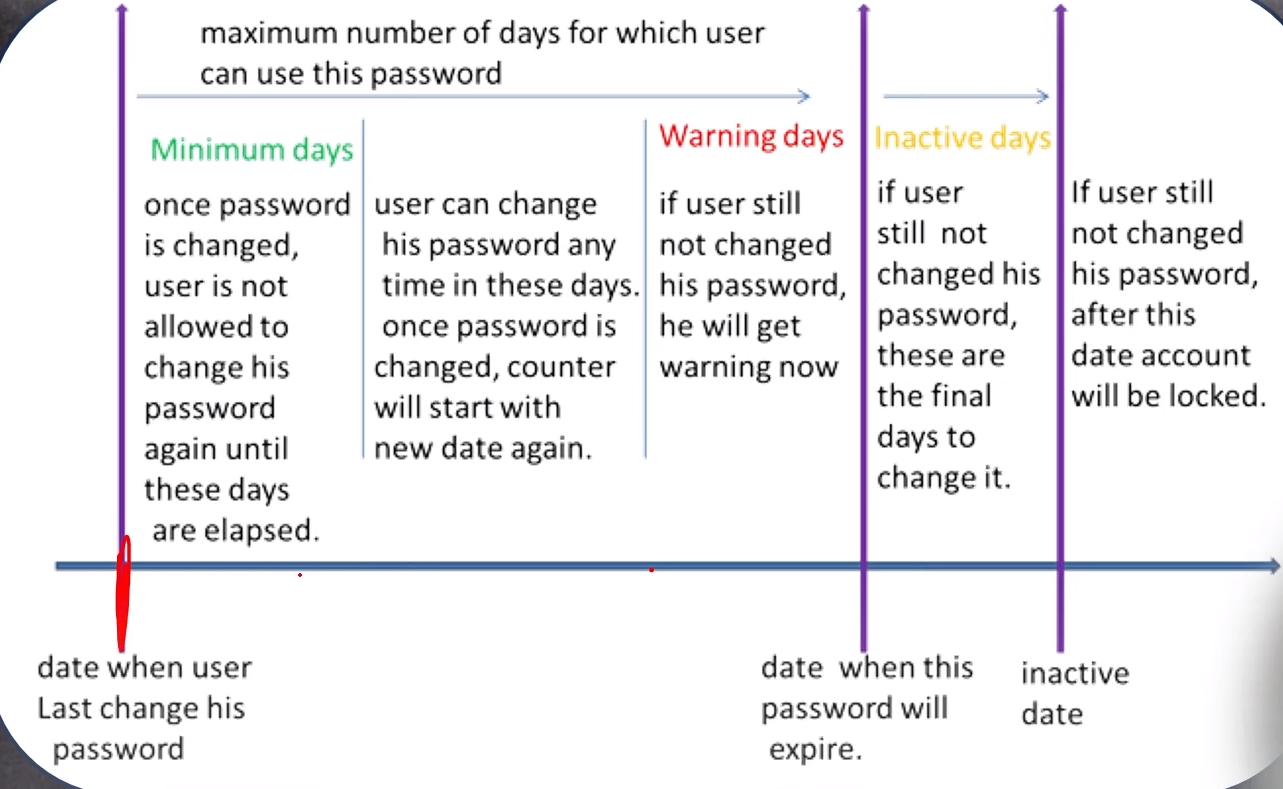 maximum number of days for which user
can use this password
Minimum days
once password
is changed,
user is not
allowed to
change his
password
again until
these days
are elapsed.
user can change
his password any
time in these days.
once password is
changed, counter
will start with
new date again.
Warning days
if user still
not changed
his password,
he will get
warning now
Inactive days
if user
still not
changed his
password,
these are
the final
days to
change it.
If user still
not changed
his password,
after this
date account
will be locked.
date when user
Last change his
password
date when this
password will
expire.
inactive
date